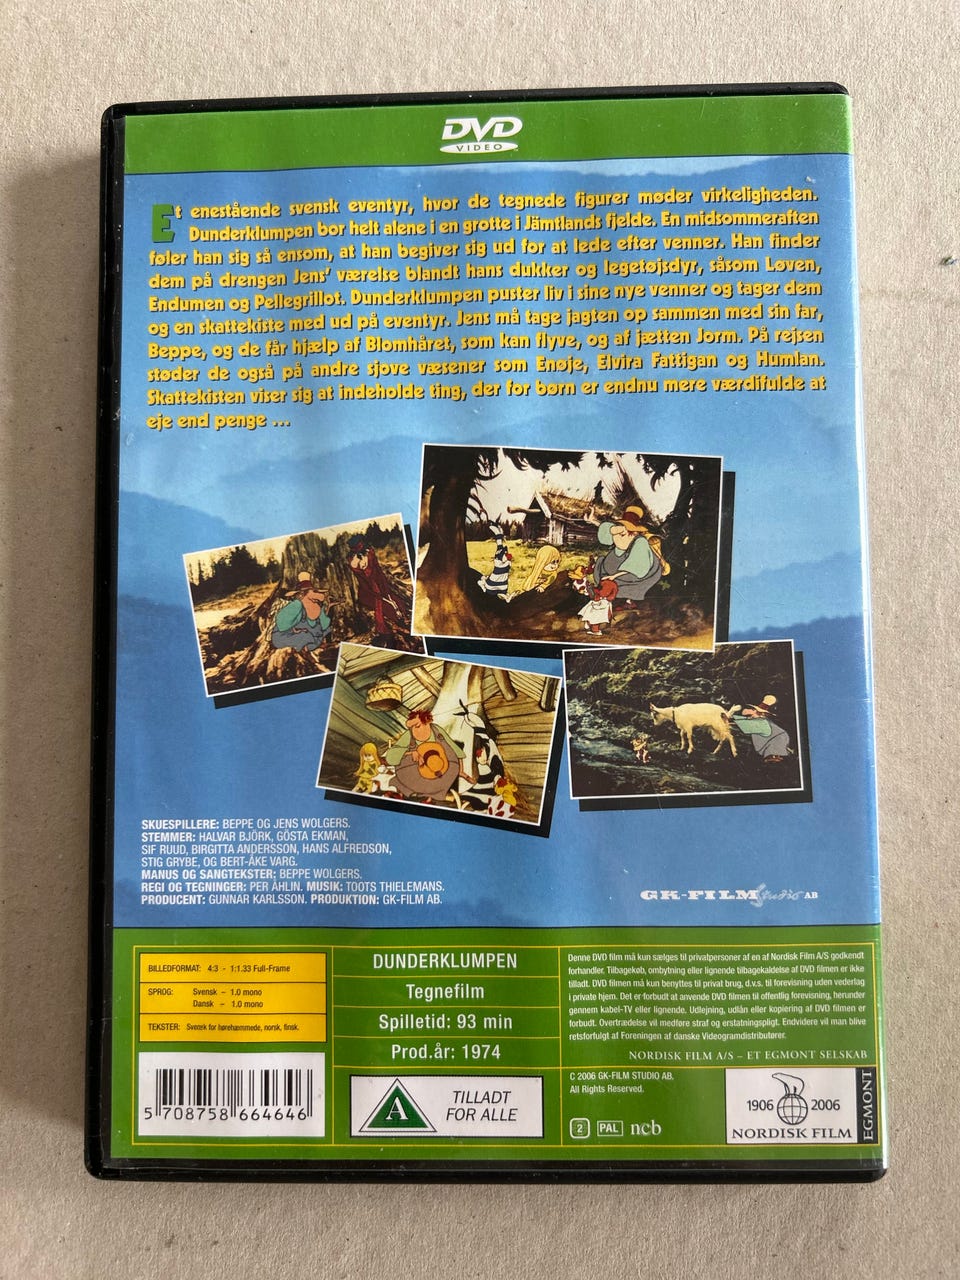 DVD
VIDEO
Et enestående svensk eventyr, hvor de tegnede figurer møder virkeligheden.
Dunderklumpen bor helt alene i en grotte i Jämtlands fjelde. En midsommeraften
føler han sig så ensom, at han begiver sig ud for at lede efter venner. Han finder
dem på drengen Jens' værelse blandt hans dukker og legetøjsdyr, såsom Løven,
Endumen og Pellegrillot. Dunderklumpen puster liv i sine nye venner og tager dem
og en skattekiste med ud på eventyr. Jens må tage jagten op sammen med sin far,
Beppe, og de får hjælp af Blomhåret, som kan flyve, og af jætten Jorm. På rejsen
støder de også på andre sjove væsener som Enøje, Elvira Fattigan og Humlan.
Skattekisten viser sig at indeholde ting, der for børn er endnu mere værdifulde at
eje end penge ...
SKUESPILLERE: BEPPE OG JENS WOLGERS.
STEMMER: HALVAR BJÖRK, GÖSTA EKMAN,
SIF RUUD, BIRGITTA ANDERSSON, HANS ALFREDSON,
STIG GRYBE, OG BERT-ÅKE VARG.
MANUS OG SANGTEKSTER: BEPPE WOLGERS.
REGI OG TEGNINGER: PER ÅHLIN. MUSIK: TOOTS THIELEMANS.
PRODUCENT: GUNNAR KARLSSON. PRODUKTION: GK-FILM AB.
GK-FILM Studio AB
BILLEDFORMAT: 4:3 - 1:1.33 Full-Frame
SPROG: Svensk - 1.0 mono
Dansk - 1.0 mono
TEKSTER: Svensk for hørehæmmede, norsk, finsk.
5 708758 664646
DUNDERKLUMPEN
Tegnefilm
Spilletid: 93 min
Prod.år: 1974
A
TILLADT
FOR ALLE
Denne DVD film må kun sælges til privatpersoner af en af Nordisk Film A/S godkendt
forhandler. Tilbagekøb, ombytning eller lignende tilbagekaldelse af DVD filmen er ikke
tilladt. DVD filmen må kun benyttes til privat brug, d.v.s. til forevisning uden vederlag
i private hjem. Det er forbudt at anvende DVD filmen til offentlig forevisning, herunder
gennem kabel-TV eller lignende. Udlejning, udlån eller kopiering af DVD filmen er
forbudt. Overtrædelse vil medføre straf og erstatningspligt. Endvidere vil man blive
retsforfulgt af Foreningen af danske Videogramdistributører.
NORDISK FILM A/S – ET EGMONT SELSKAB
© 2006 GK-FILM STUDIO AB.
All Rights Reserved.
2 PAL ncb
1906 2006
NORDISK FILM
EGMONT